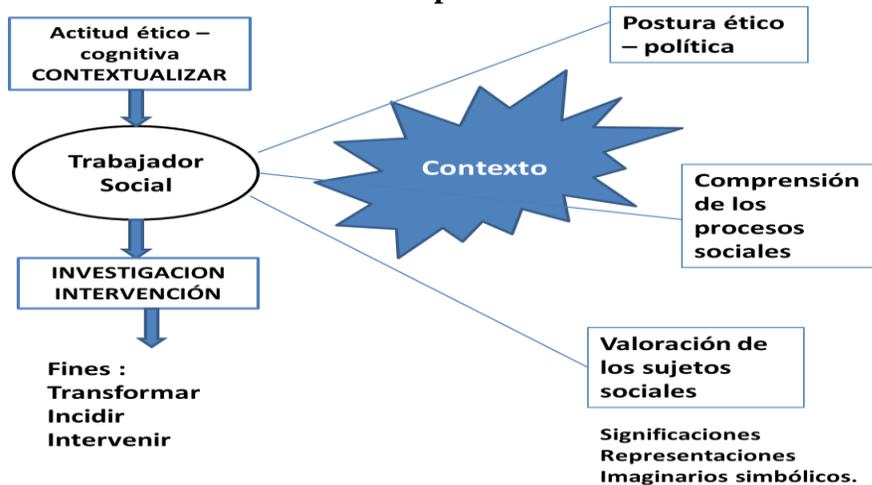 Actitud ético –
cognitiva
CONTEXTUALIZAR
Trabajador
Social
INVESTIGACION
INTERVENCIÓN
Fines :
Transformar
Incidir
Intervenir
Contexto
Postura ético
– política
Comprensión
de los
procesos
sociales
Valoración de
los sujetos
sociales
Significaciones
Representaciones
Imaginarios simbólicos.